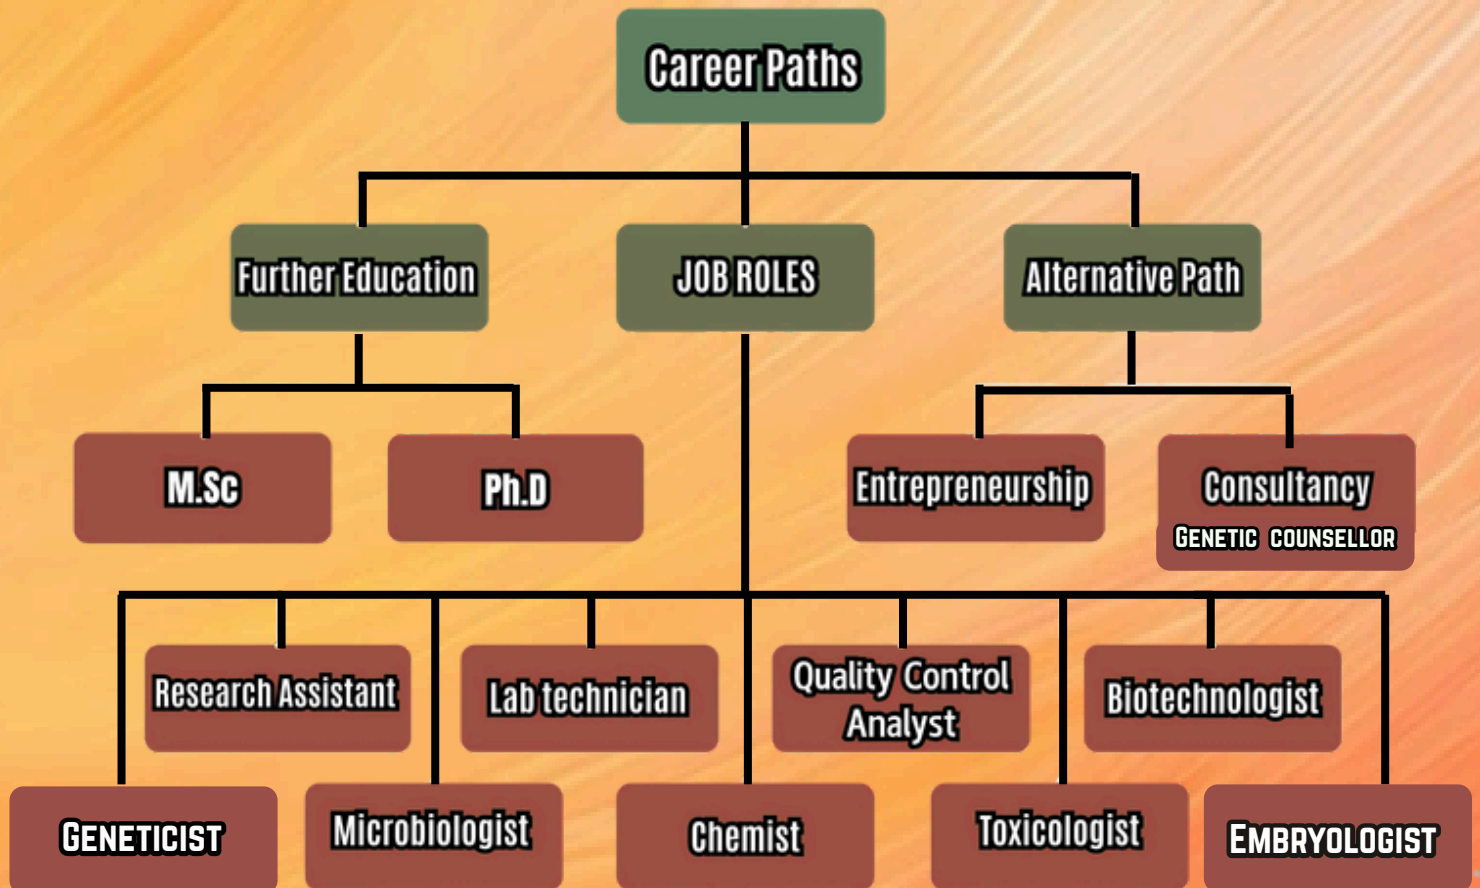 Career Paths
Further Education
JOB ROLES
Alternative Path
M.Sc
Ph.D
Entrepreneurship
Consultancy
GENETIC COUNSELLOR
Research Assistant
Lab technician
Quality Control
Analyst
Biotechnologist
GENETICIST
Microbiologist
Chemist
Toxicologist
EMBRYOLOGIST